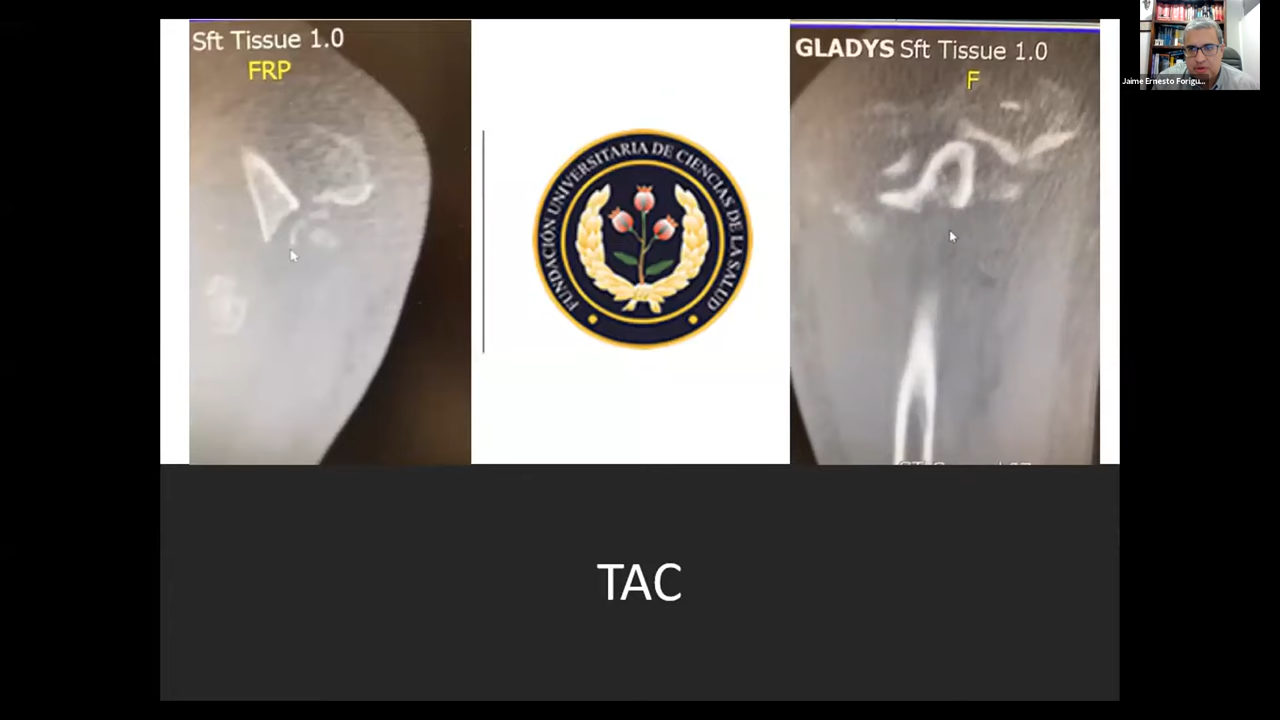 Sft Tissue 1.0
FRP
GLADYS Sft Tissue 1.0
F
FUNDACIÓN UNIVERSITARIA DE CIENCIAS DE LA SALUD
TAC
Jaime Ernesto Forigu...